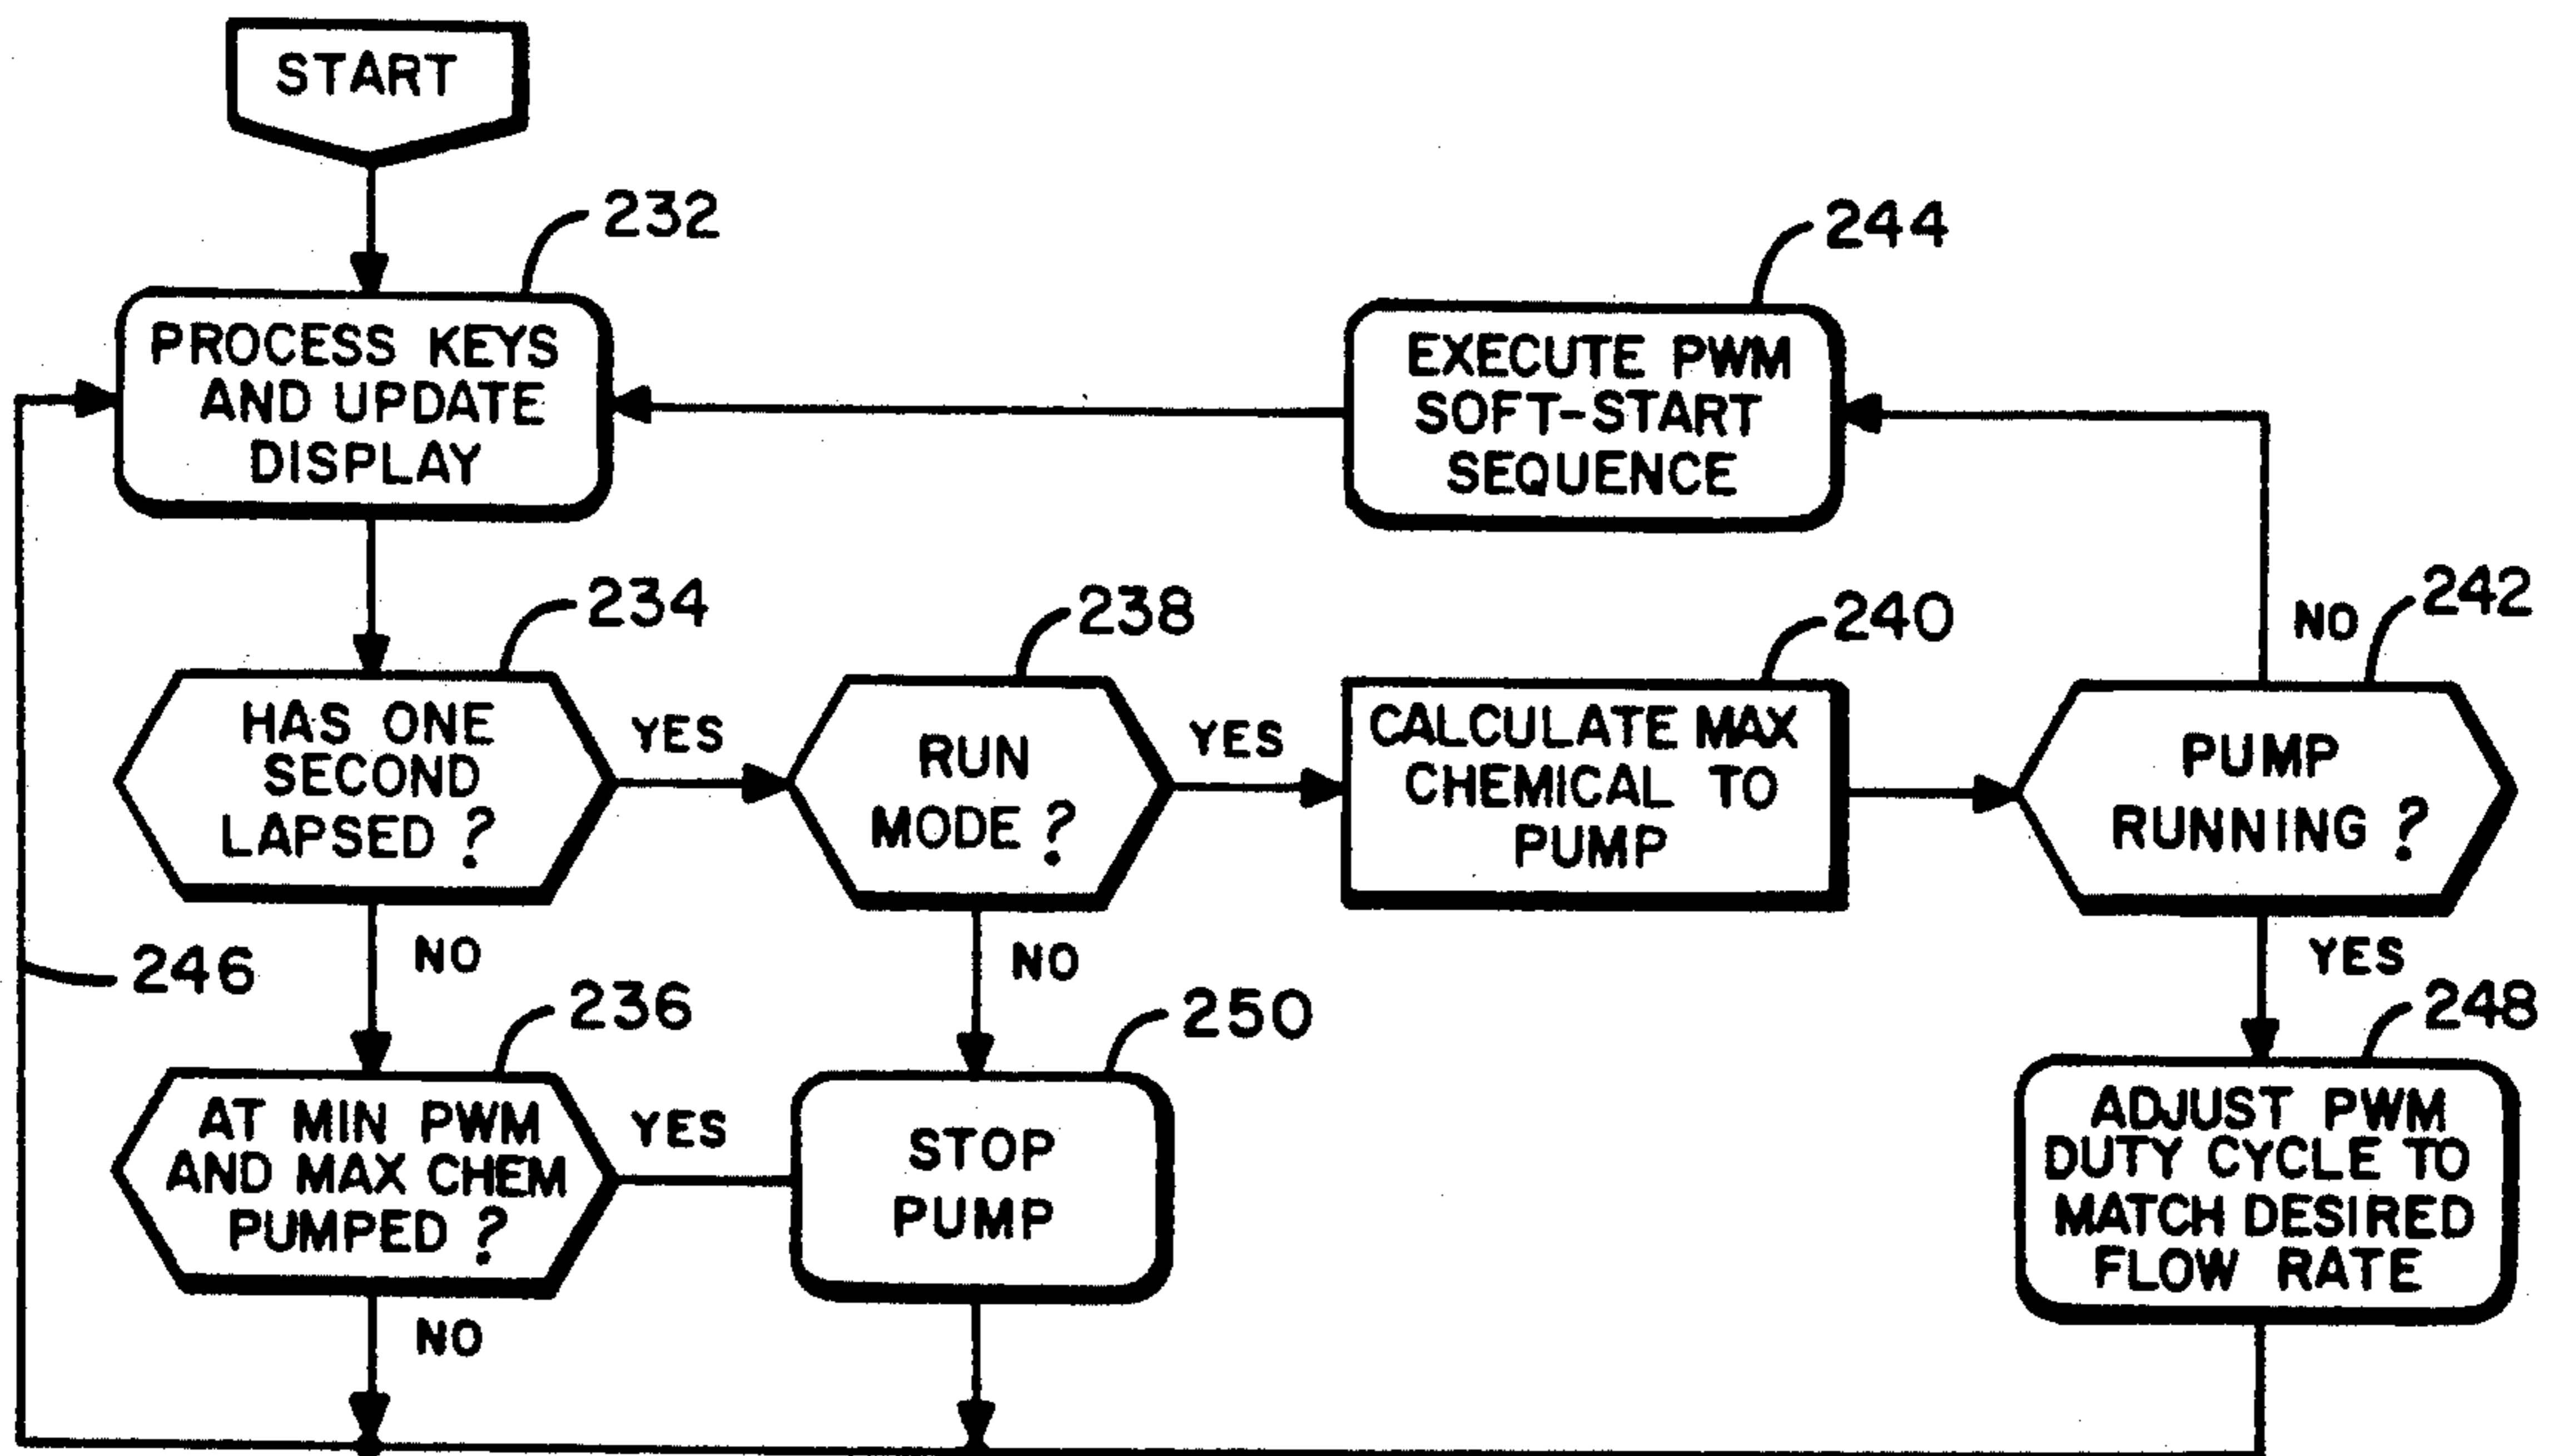 START
232
PROCESS KEYS
AND UPDATE
DISPLAY
244
EXECUTE PWM
SOFT-START
SEQUENCE
234
HAS ONE
SECOND
LAPSED ?
YES
238
RUN
MODE ?
YES
240
CALCULATE MAX
CHEMICAL TO
PUMP
242
NO
PUMP
RUNNING ?
246
NO
NO
YES
236
AT MIN PWM
AND MAX CHEM
PUMPED ?
YES
250
STOP
PUMP
248
ADJUST PWM
DUTY CYCLE TO
MATCH DESIRED
FLOW RATE
NO